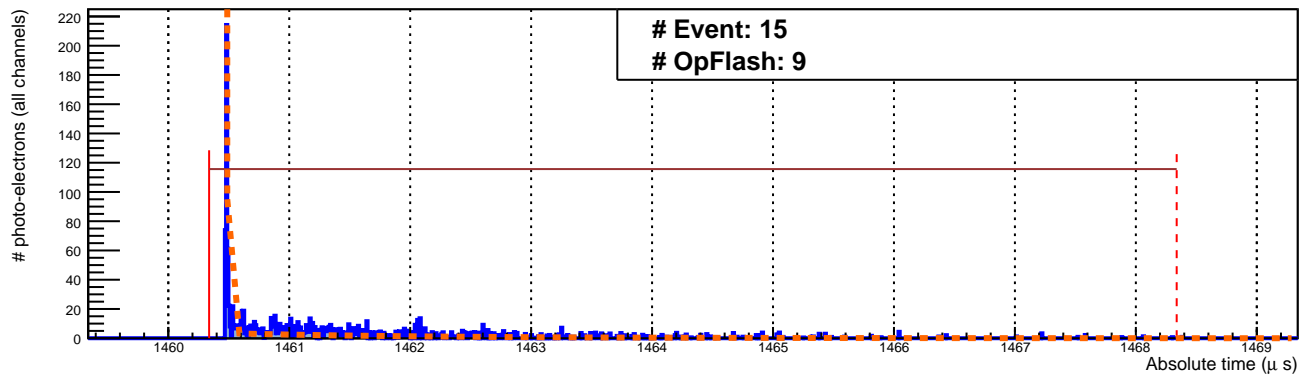 # Event: 15
# OpFlash: 9
# photo-electrons (all channels)
220
200
180
160
140
120
100
80
60
40
20
0
1460 1461 1462 1463 1464 1465 1466 1467 1468 1469
Absolute time (μ s)